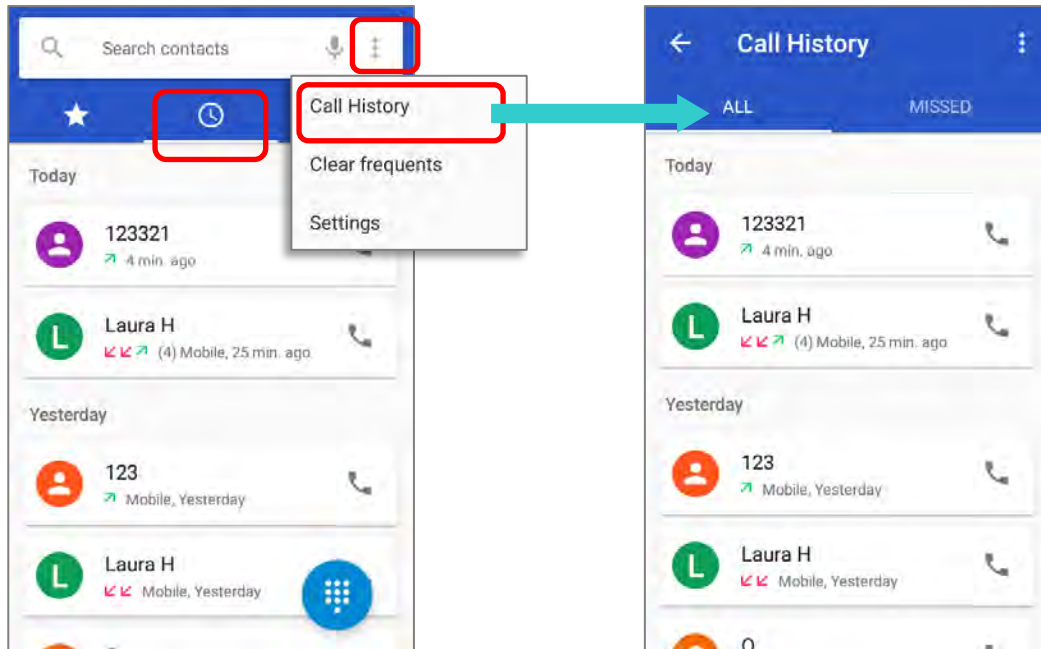 Search contacts
Call History
Clear frequents
Settings
Today
123321
4 min. ago
Laura H
(4) Mobile, 25 min. ago
Yesterday
123
Mobile, Yesterday
L
Laura H
L
Mobile, Yesterday
Call History
ALL MISSED
Today
123321
4 min. ago
L
Laura H
(4) Mobile, 25 min. ago
Yesterday
123
Mobile, Yesterday
L
Laura H
Mobile, Yesterday